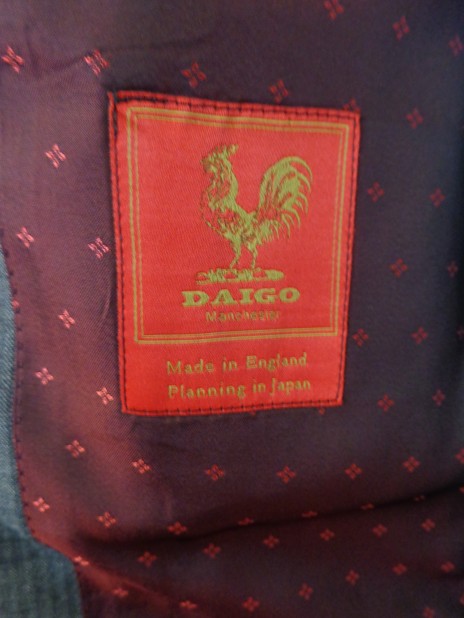 DAIGO
Manchester
Made in England
Planning in Japan